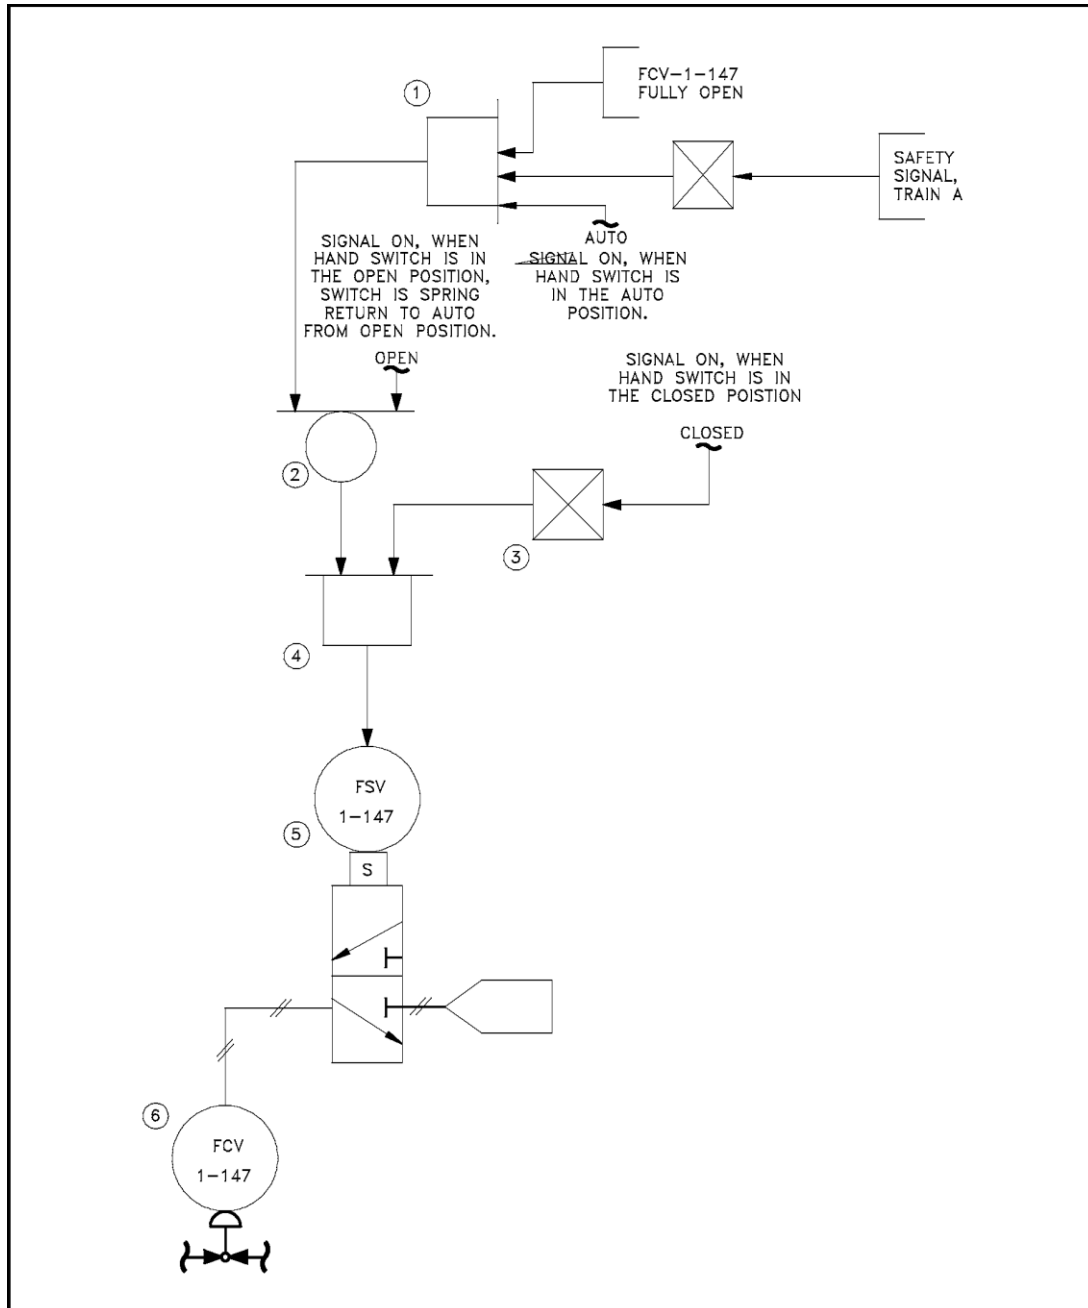 1
FCV-1-147
FULLY OPEN
SAFETY
SIGNAL,
TRAIN A
SIGNAL ON, WHEN
HAND SWITCH IS IN
THE OPEN POSITION,
SWITCH IS SPRING
RETURN TO AUTO
FROM OPEN POSITION.
OPEN
AUTO
SIGNAL ON, WHEN
HAND SWITCH IS
IN THE AUTO
POSITION.
SIGNAL ON, WHEN
HAND SWITCH IS IN
THE CLOSED POISTION
CLOSED
2
3
4
FSV
1-147
5
S
6
FCV
1-147